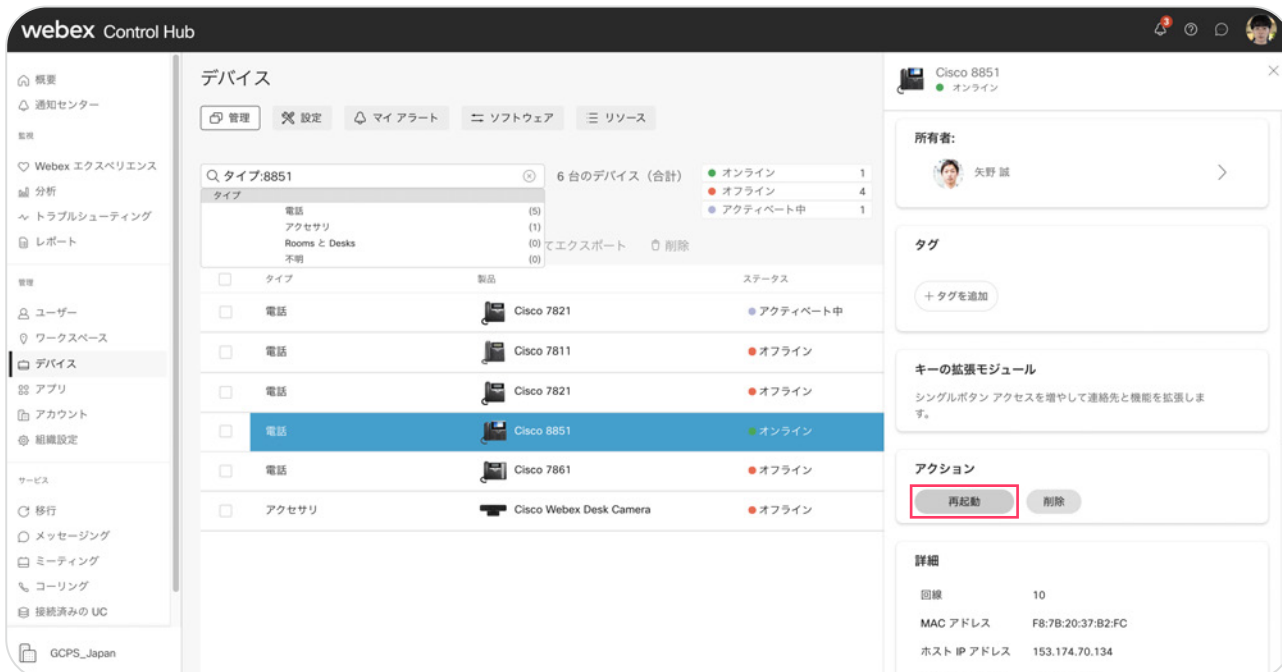 webex Control Hub
3
概要
通知センター
監視
Webex エクスペリエンス
分析
トラブルシューティング
レポート
管理
ユーザー
ワークスペース
デバイス
アプリ
アカウント
組織設定
サービス
移行
メッセージング
ミーティング
コーリング
接続済みの UC
GCPS_Japan
デバイス
管理
設定
マイ アラート
ソフトウェア
リソース
タイプ:8851
6 台のデバイス（合計）
オンライン 1
オフライン 4
アクティベート中 1
タイプ
電話 (5)
アクセサリ (1)
Rooms と Desks (0)
不明 (0)
てエクスポート
削除
タイプ 製品 ステータス
電話 Cisco 7821 アクティベート中
電話 Cisco 7811 オフライン
電話 Cisco 7821 オフライン
電話 Cisco 8851 オンライン
電話 Cisco 7861 オフライン
アクセサリ Cisco Webex Desk Camera オフライン
Cisco 8851
オンライン
所有者:
矢野 誠
タグ
＋タグを追加
キーの拡張モジュール
シングルボタン アクセスを増やして連絡先と機能を拡張しま
す。
アクション
再起動
削除
詳細
回線 10
MAC アドレス F8:7B:20:37:B2:FC
ホスト IP アドレス 153.174.70.134